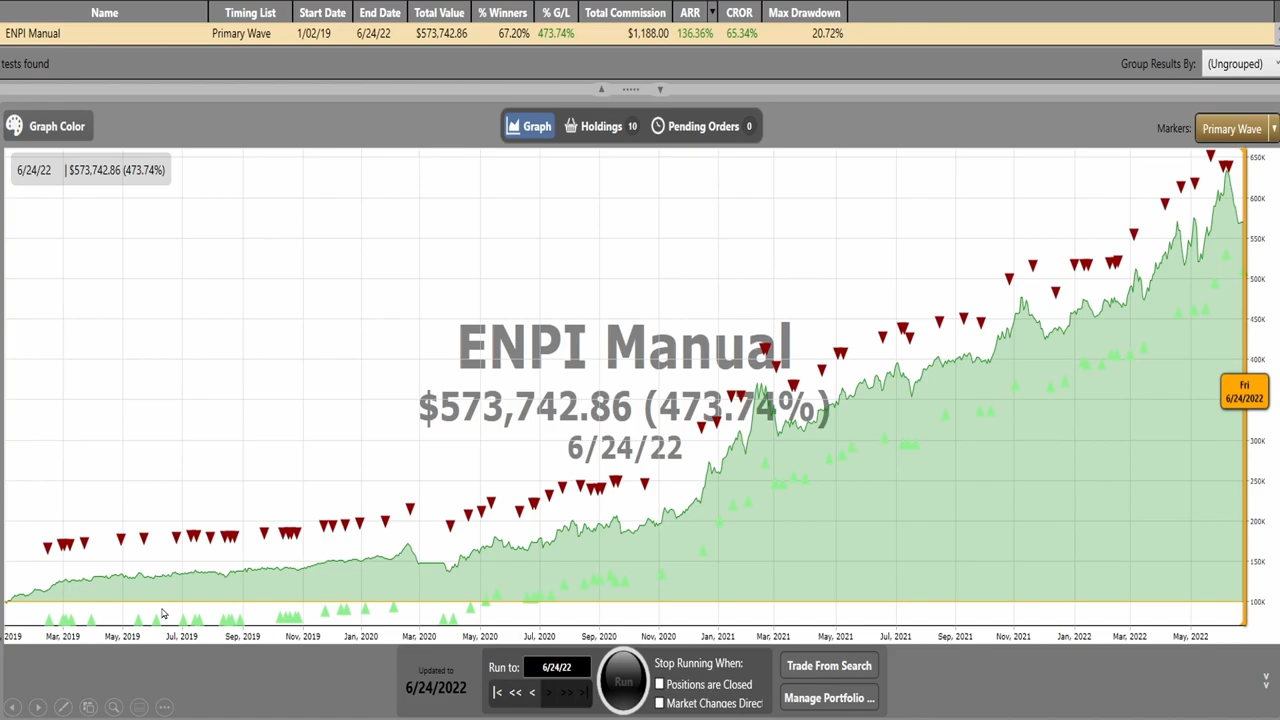 Name Timing List Start Date End Date Total Value % Winners % G/L Total Commission ARR CROR Max Drawdown
ENPI Manual Primary Wave 1/02/19 6/24/22 $573,742.86 67.20% 473.74% $1,188.00 136.36% 65.34% 20.72%
tests found Group Results By: (Ungrouped)
Graph Color Graph Holdings 10 Pending Orders 0 Markers: Primary Wave
6/24/22 | $573,742.86 (473.74%)
650K
600K
550K
500K
450K
400K
300K
250K
200K
150K
100K
ENPI Manual
$573,742.86 (473.74%)
6/24/22
Fri
6/24/2022
, 2019 Mar, 2019 May, 2019 Jul, 2019 Sep, 2019 Nov, 2019 Jan, 2020 Mar, 2020 May, 2020 Jul, 2020 Sep, 2020 Nov, 2020 Jan, 2021 Mar, 2021 May, 2021 Jul, 2021 Sep, 2021 Nov, 2021 Jan, 2022 Mar, 2022 May, 2022
Updated to
6/24/2022
Run to: 6/24/22
|< << < > >> >|
Run
Stop Running When:
Positions are Closed
Market Changes Direc
Trade From Search
Manage Portfolio ...